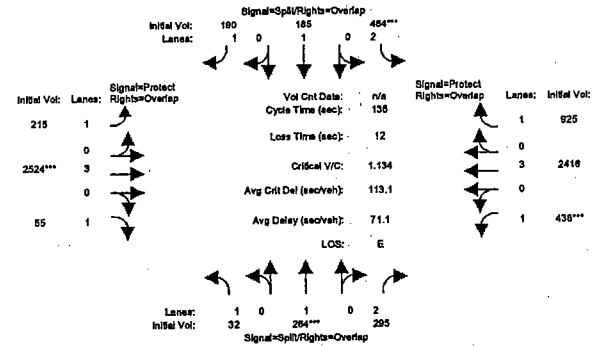 Signal=Split/Rights=Overlap
Initial Vol: 190 185 484***
Lanes: 1 0 1 0 2
Signal=Protect
Initial Vol: Lanes: Rights=Overlap
215 1
0
2524*** 3
0
55 1
Vol Cnt Date: n/a
Cycle Time (sec): 136
Loss Time (sec): 12
Critical V/C: 1.134
Avg Crit Del (sec/veh): 113.1
Avg Delay (sec/veh): 71.1
LOS: E
Signal=Protect
Rights=Overlap Lanes: Initial Vol:
1 925
0
3 2416
0
1 438***
Lanes: 1 0 1 0 2
Initial Vol: 32 264*** 295
Signal=Split/Rights=Overlap